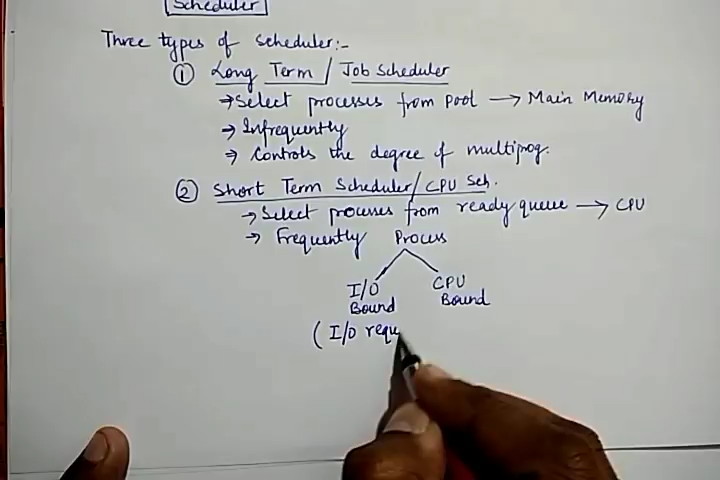 Scheduler
Three types of scheduler:-
① Long Term / Job Scheduler
→ Select processes from pool → Main Memory
→ Infrequently
→ Controls the degree of multiprog.
② Short Term Scheduler / CPU Sch.
→ Select processes from ready queue → CPU
→ Frequently Process
I/O Bound
CPU Bound
( I/O requ